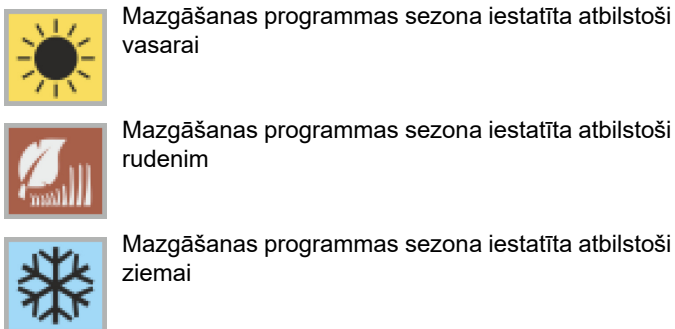 Mazgāšanas programmas sezona iestatīta atbilstoši
vasarai
Mazgāšanas programmas sezona iestatīta atbilstoši
rudenim
Mazgāšanas programmas sezona iestatīta atbilstoši
ziemai